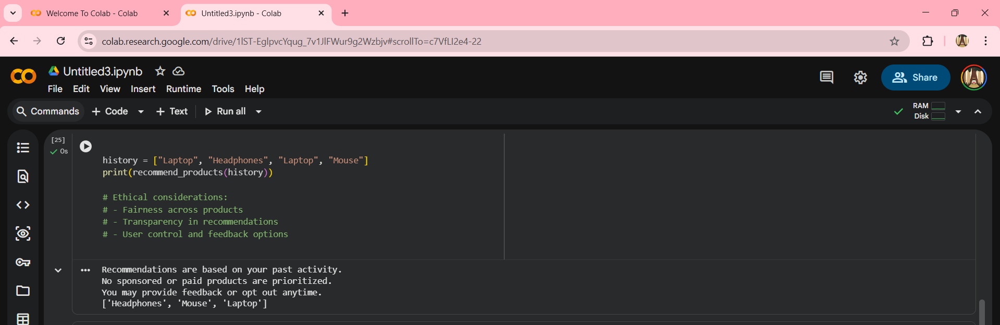 Welcome To Colab - Colab
Untitled3.ipynb - Colab
colab.research.google.com/drive/1lST-EglpvcYqug_7v1JlFWur9g2Wzbjv#scrollTo=c7VfLI2e4-22
Untitled3.ipynb
File Edit View Insert Runtime Tools Help
Share
Commands + Code + Text Run all
RAM
Disk
[25]
0s
history = ["Laptop", "Headphones", "Laptop", "Mouse"]
print(recommend_products(history))
# Ethical considerations:
# - Fairness across products
# - Transparency in recommendations
# - User control and feedback options
Recommendations are based on your past activity.
No sponsored or paid products are prioritized.
You may provide feedback or opt out anytime.
['Headphones', 'Mouse', 'Laptop']